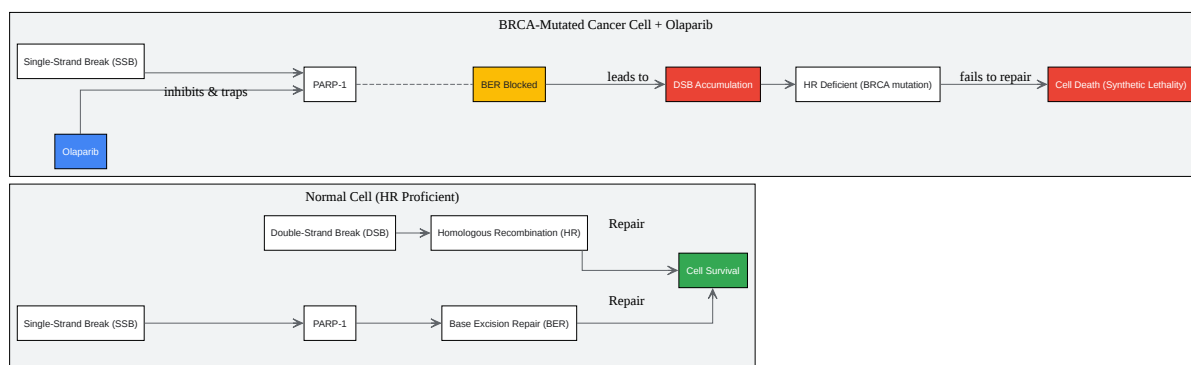 BRCA-Mutated Cancer Cell + Olaparib
Single-Strand Break (SSB)
inhibits & traps
PARP-1
BER Blocked
leads to
DSB Accumulation
HR Deficient (BRCA mutation)
fails to repair
Cell Death (Synthetic Lethality)
Olaparib
Normal Cell (HR Proficient)
Double-Strand Break (DSB)
Homologous Recombination (HR)
Repair
Cell Survival
Single-Strand Break (SSB)
PARP-1
Base Excision Repair (BER)
Repair